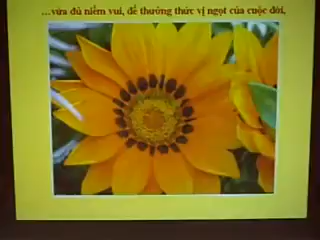 ...vừa đủ niềm vui, để thưởng thức vị ngọt của cuộc đời,